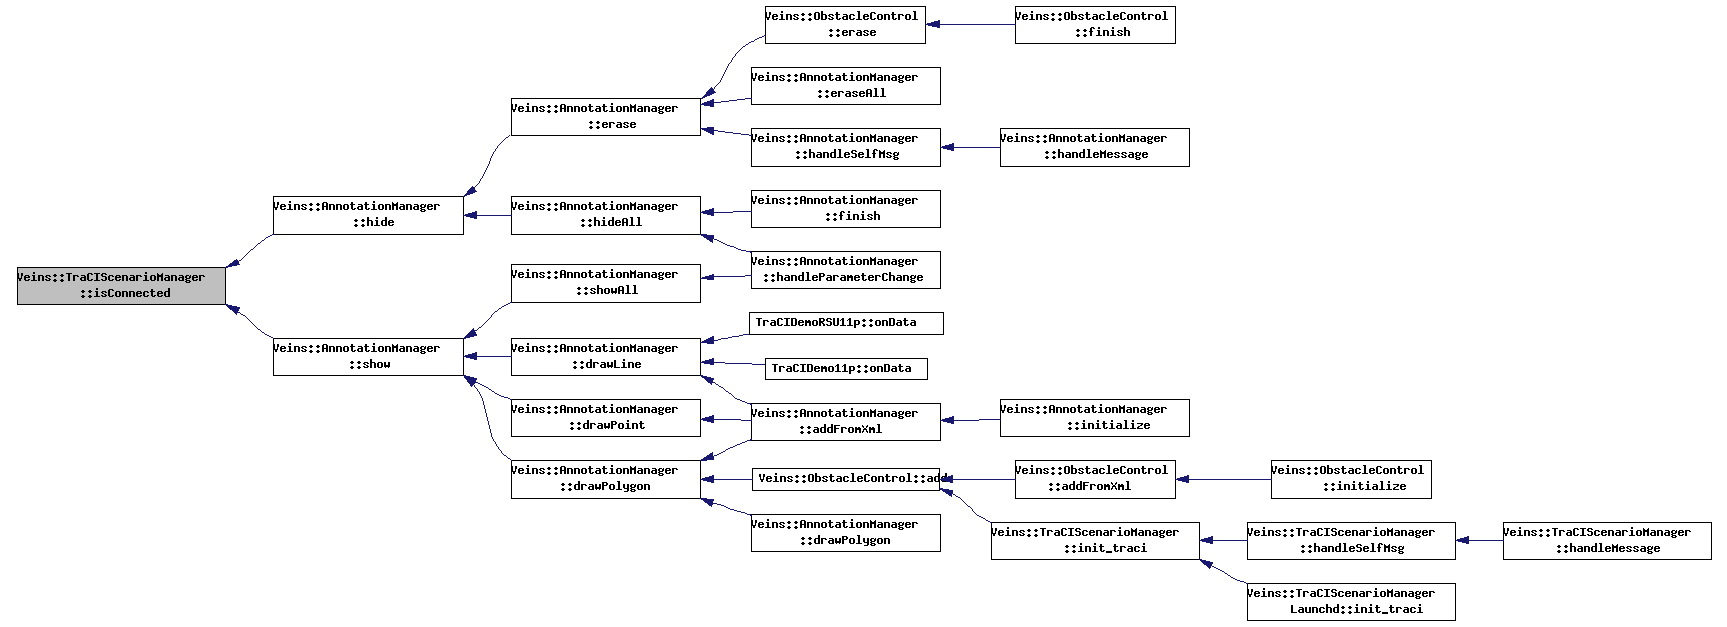 Veins::ObstacleControl
::erase
Veins::ObstacleControl
::finish
Veins::AnnotationManager
::eraseAll
Veins::AnnotationManager
::erase
Veins::AnnotationManager
::handleSelfMsg
Veins::AnnotationManager
::handleMessage
Veins::AnnotationManager
::hide
Veins::AnnotationManager
::hideAll
Veins::AnnotationManager
::finish
Veins::AnnotationManager
::handleParameterChange
Veins::TraCIScenarioManager
::isConnected
Veins::AnnotationManager
::showAll
TraCIDemoRSU11p::onData
Veins::AnnotationManager
::show
Veins::AnnotationManager
::drawLine
TraCIDemo11p::onData
Veins::AnnotationManager
::drawPoint
Veins::AnnotationManager
::addFromXml
Veins::AnnotationManager
::initialize
Veins::AnnotationManager
::drawPolygon
Veins::ObstacleControl::add
Veins::ObstacleControl
::addFromXml
Veins::ObstacleControl
::initialize
Veins::AnnotationManager
::drawPolygon
Veins::TraCIScenarioManager
::init_traci
Veins::TraCIScenarioManager
::handleSelfMsg
Veins::TraCIScenarioManager
::handleMessage
Veins::TraCIScenarioManager
Launchd::init_traci